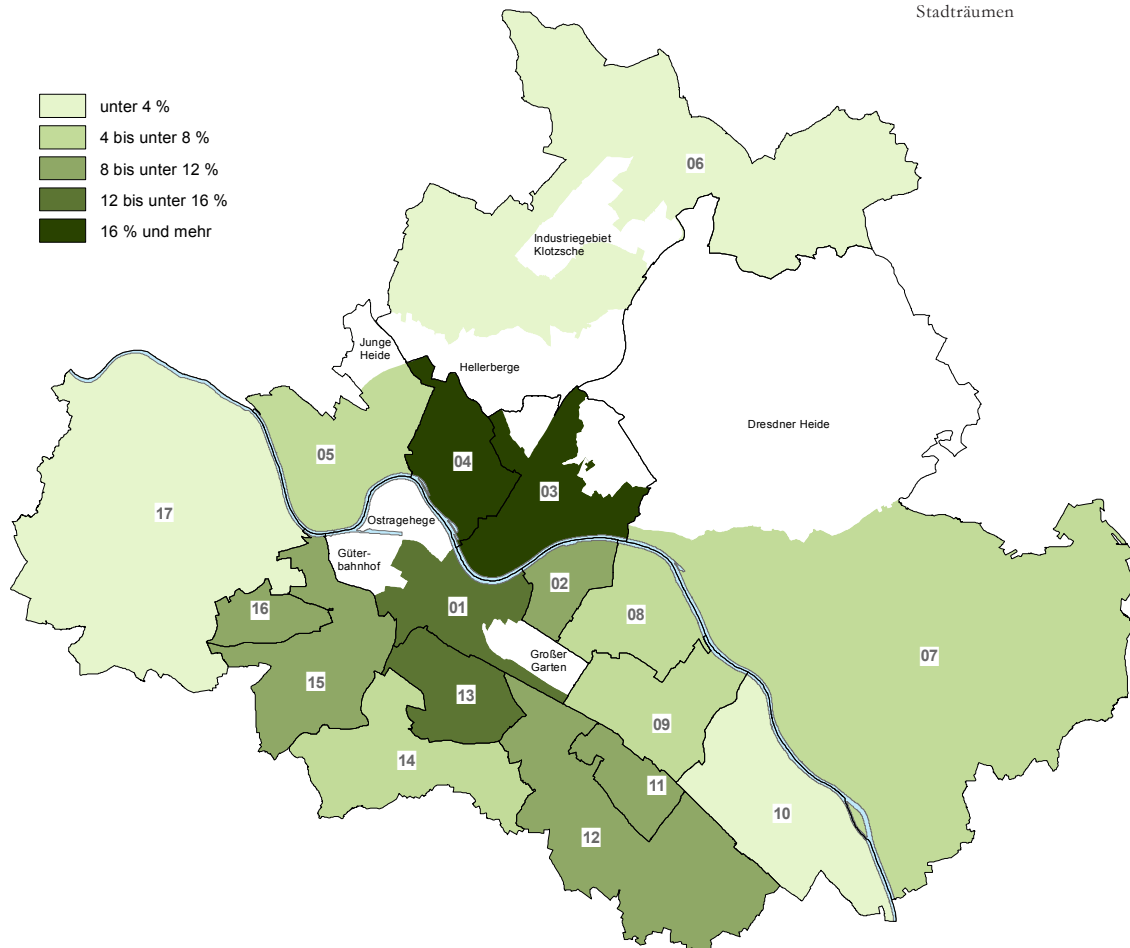 Stadträumen
unter 4 %
4 bis unter 8 %
8 bis unter 12 %
12 bis unter 16 %
16 % und mehr
06
Industriegebiet
Klotzsche
Junge
Heide
Hellerberge
Dresdner Heide
05
04
03
17
Ostragehege
Güter-
bahnhof
02
16
01
08
Großer
Garten
07
15
13
09
14
11
10
12